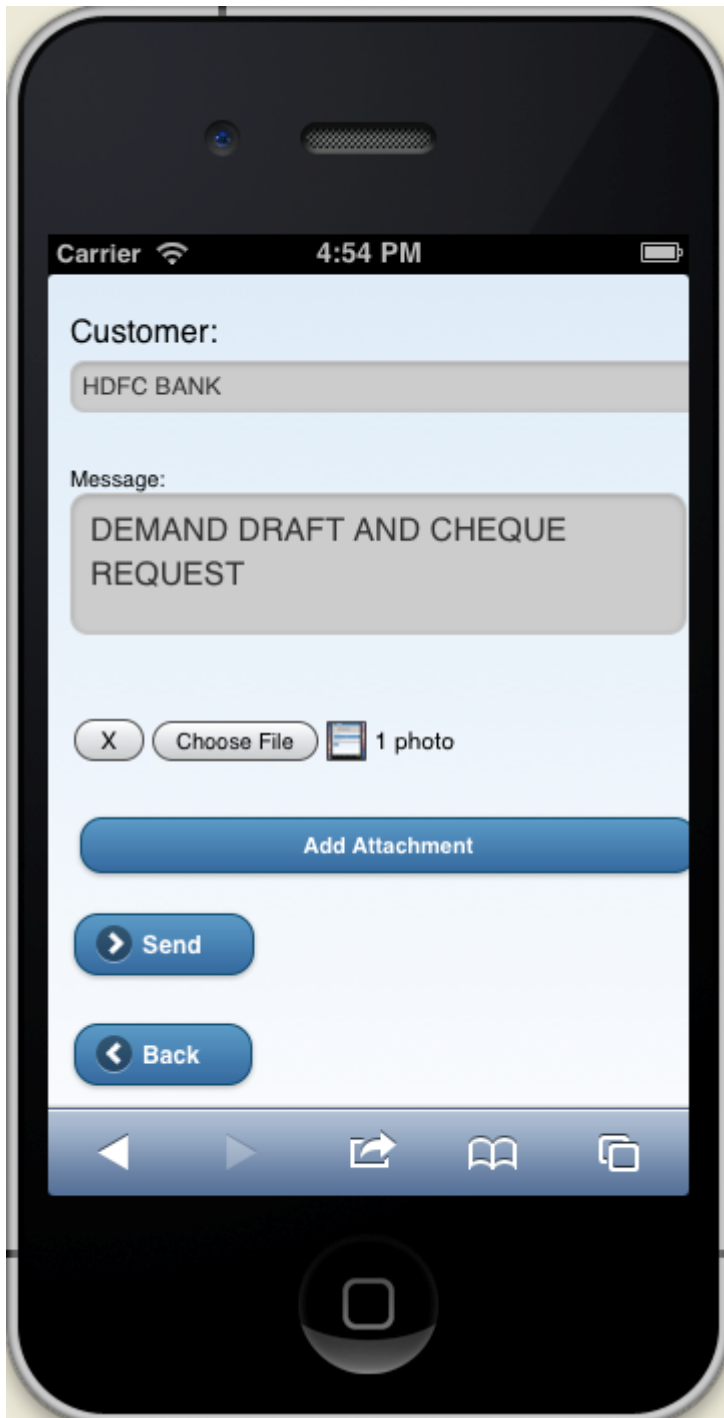 Carrier 4:54 PM
Customer:
HDFC BANK
Message:
DEMAND DRAFT AND CHEQUE
REQUEST
X Choose File 1 photo
Add Attachment
Send
Back